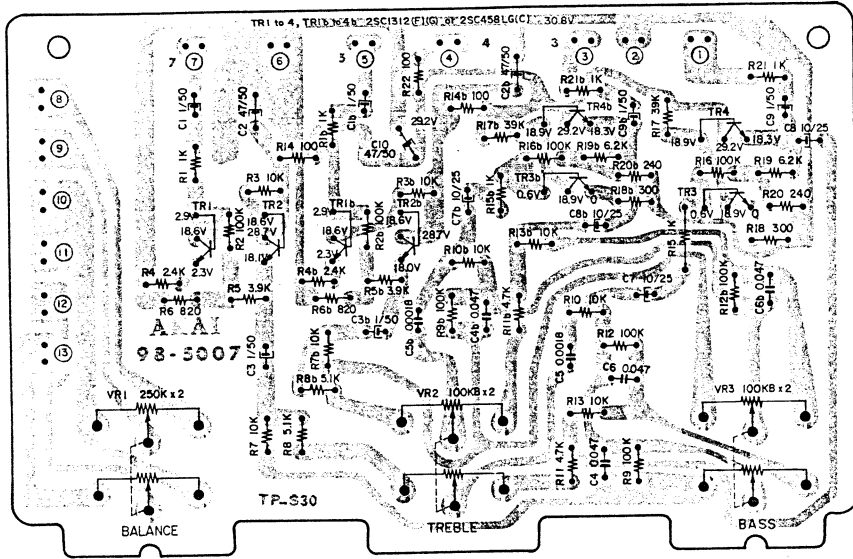 TR1 to 4, TR1b to 4b 2SC1312(F)(G) or 2SC458LG(C) 30.8V
7 ⑦ ⑥ 5 ⑤ ④ 4 3 ③ ② ①
R22 100
C2b 47/50
R21b 1K
R21 1K
⑧
C1 1/50
C2 47/50
C1b 1/50
R14b 100
TR4b
C9b 1/50
R17 39K
TR4
C9 1/50
R1b 1K
29.2V
18.9V 29.2V 18.3V
18.9V
29.2V
18.3V
C8 10/25
⑨
R1 1K
R14 100
C10 47/50
R17b 39K
R16b 100K
R19b 6.2K
R16 100K
R19 6.2K
R20b 240
⑩
R3 10K
R3b 10K
C7b 10/25
R15b 1K
TR3b
0.6V
18.9V 0
R18b 300
TR3
0.6V
18.9V 0
R20 240
TR1
2.9V
R2 100K
TR2
18.6V
TR1b
2.9V
R2b 100K
TR2b
18.6V
C8b 10/25
⑪
18.6V
28.7V
18.6V
28.7V
R13b 10K
R15 1K
R18 300
2.3V
18.1V
2.3V
18.0V
R10b 10K
R4 2.4K
R4b 2.4K
C7 10/25
R12b 100K
C6b 0.047
⑫
R6 820
R5 3.9K
R6b 820
R5b 3.9K
C5b 0.0018
R9b 100K
C4b 0.047
R11b 4.7K
R10 10K
A AI
C3b 1/50
98-5007
⑬
C3 1/50
R7b 10K
C5 0.0018
R12 100K
C6 0.047
R8b 5.1K
VR1 250K x 2
VR2 100KB x 2
VR3 100KB x 2
R13 10K
R7 10K
R8 5.1K
R11 4.7K
C4 0.047
R9 100K
TP-S30
BALANCE
TREBLE
BASS